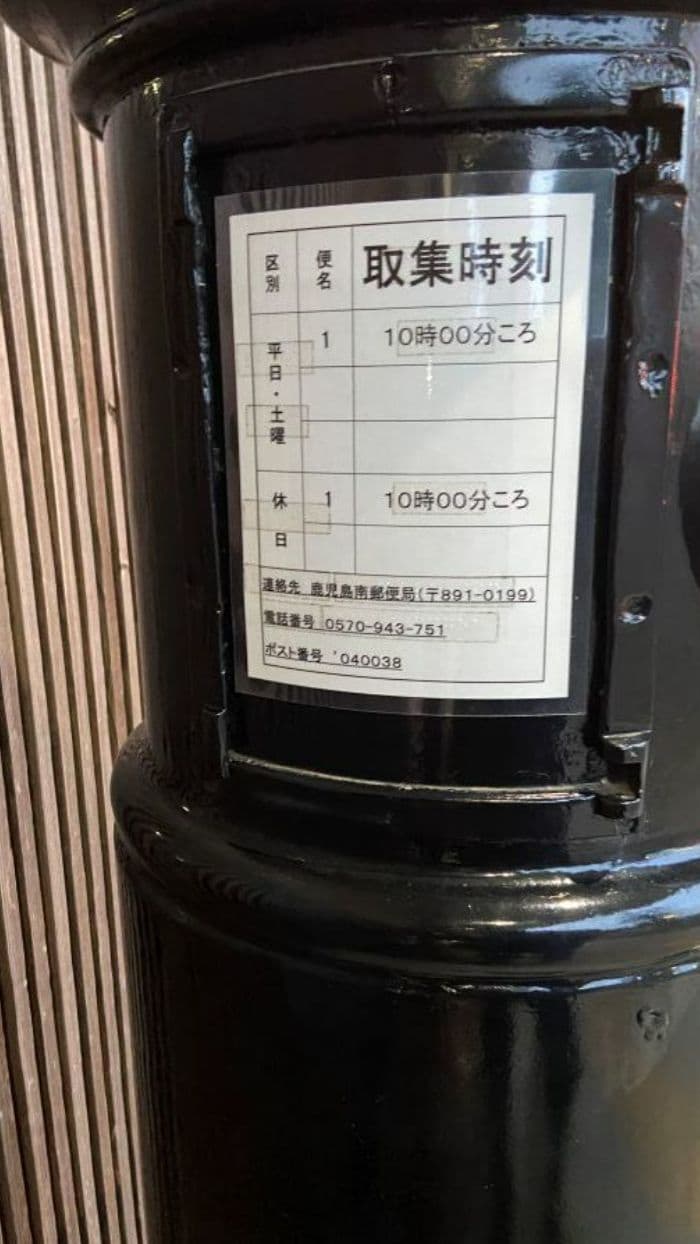 区別 便名 取集時刻
平日・土曜 1 10時00分ころ
休日 1 10時00分ころ
連絡先 鹿児島南郵便局(〒891-0199)
電話番号 0570-943-751
ポスト番号 '040038